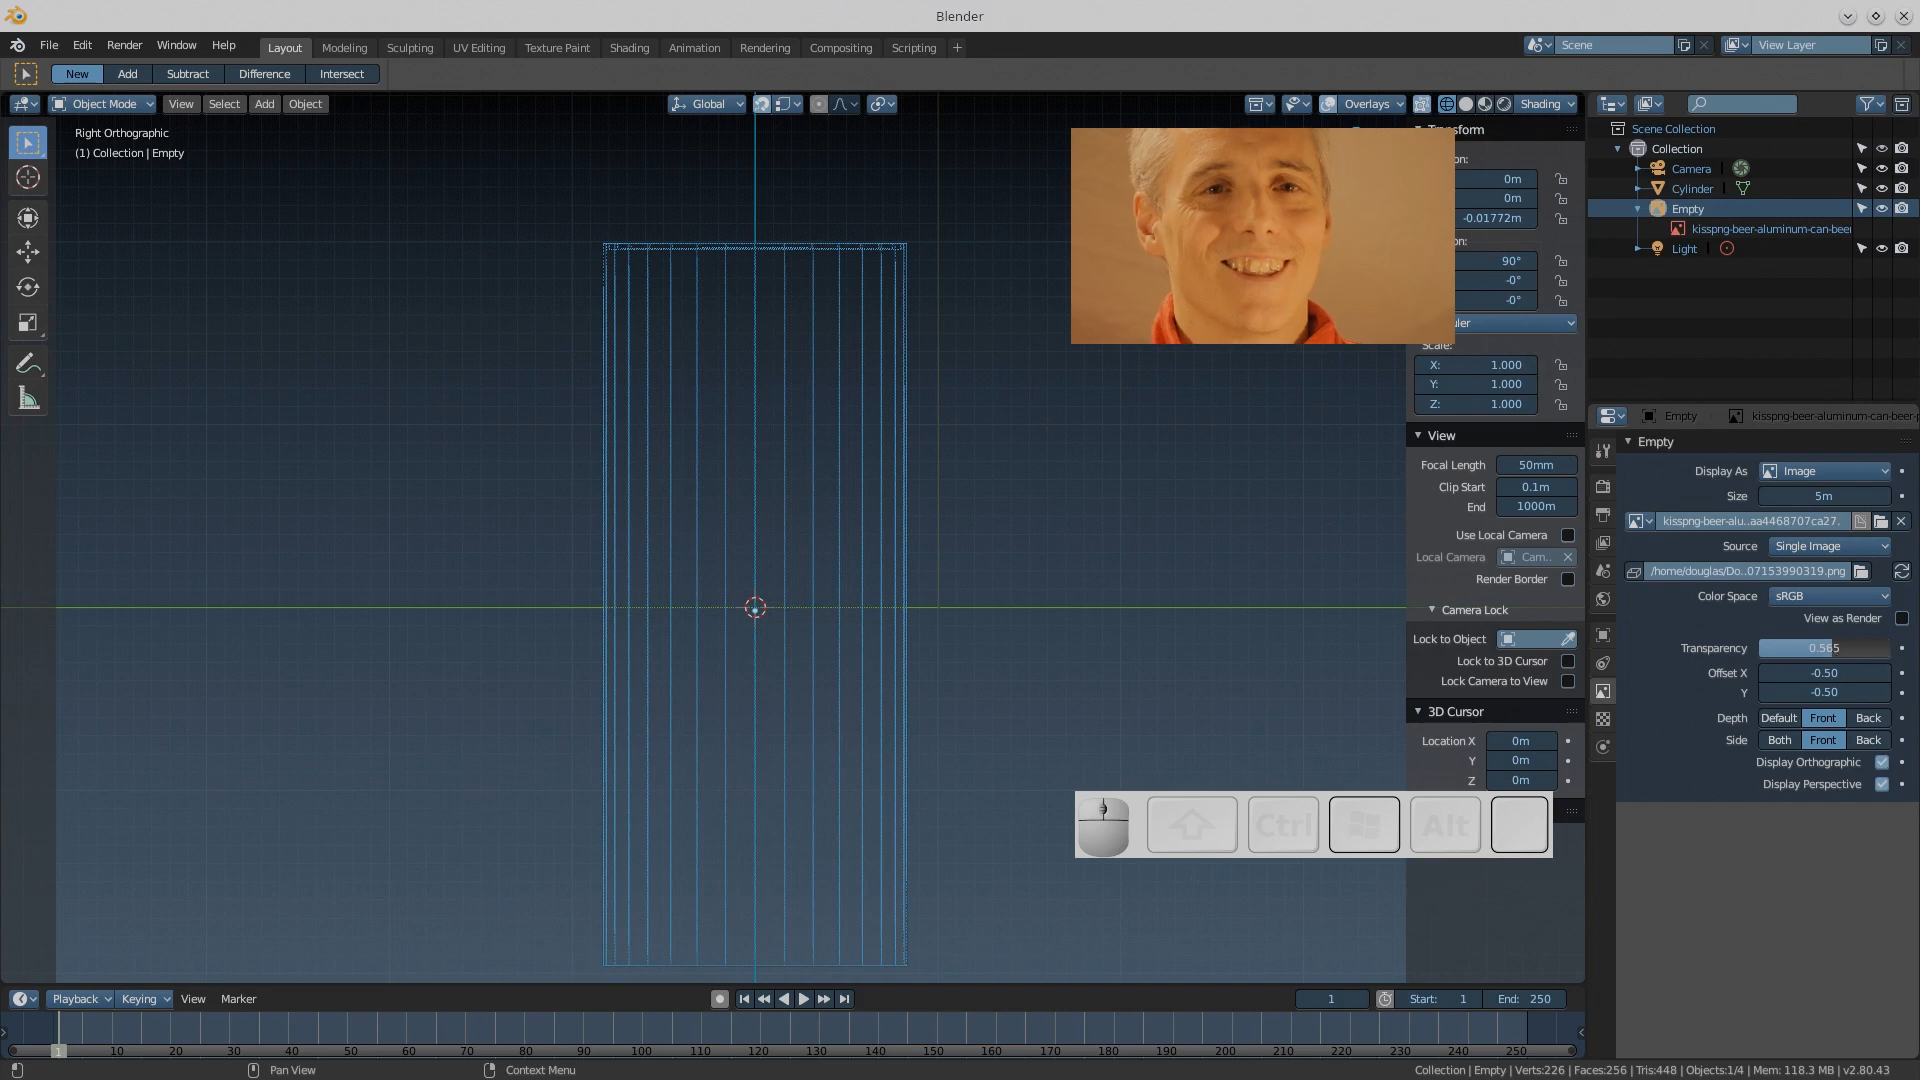 Blender
File Edit Render Window Help
Layout Modeling Sculpting UV Editing Texture Paint Shading Animation Rendering Compositing Scripting +
Scene View Layer
New Add Subtract Difference Intersect
Object Mode View Select Add Object Global Overlays Shading
Right Orthographic
(1) Collection | Empty
Transform
on:
0m
0m
-0.01772m
on:
90°
-0°
-0°
uler
Scale:
X: 1.000
Y: 1.000
Z: 1.000
View
Focal Length 50mm
Clip Start 0.1m
End 1000m
Use Local Camera
Local Camera Cam..
Render Border
Camera Lock
Lock to Object
Lock to 3D Cursor
Lock Camera to View
3D Cursor
Location X 0m
Y 0m
Z 0m
Ctrl Alt
Scene Collection
Collection
Camera
Cylinder
Empty
kisspng-beer-aluminum-can-beer
Light
Empty kisspng-beer-aluminum-can-beer-p
Empty
Display As Image
Size 5m
kisspng-beer-alu..aa4468707ca27.
Source Single Image
/home/douglas/Do..07153990319.png
Color Space sRGB
View as Render
Transparency 0.565
Offset X -0.50
Y -0.50
Depth Default Front Back
Side Both Front Back
Display Orthographic
Display Perspective
Playback Keying View Marker
1 Start: 1 End: 250
1 10 20 30 40 50 60 70 80 90 100 110 120 130 140 150 160 170 180 190 200 210 220 230 240 250
Pan View Context Menu
Collection | Empty | Verts:226 | Faces:256 | Tris:448 | Objects:1/4 | Mem: 118.3 MB | v2.80.43